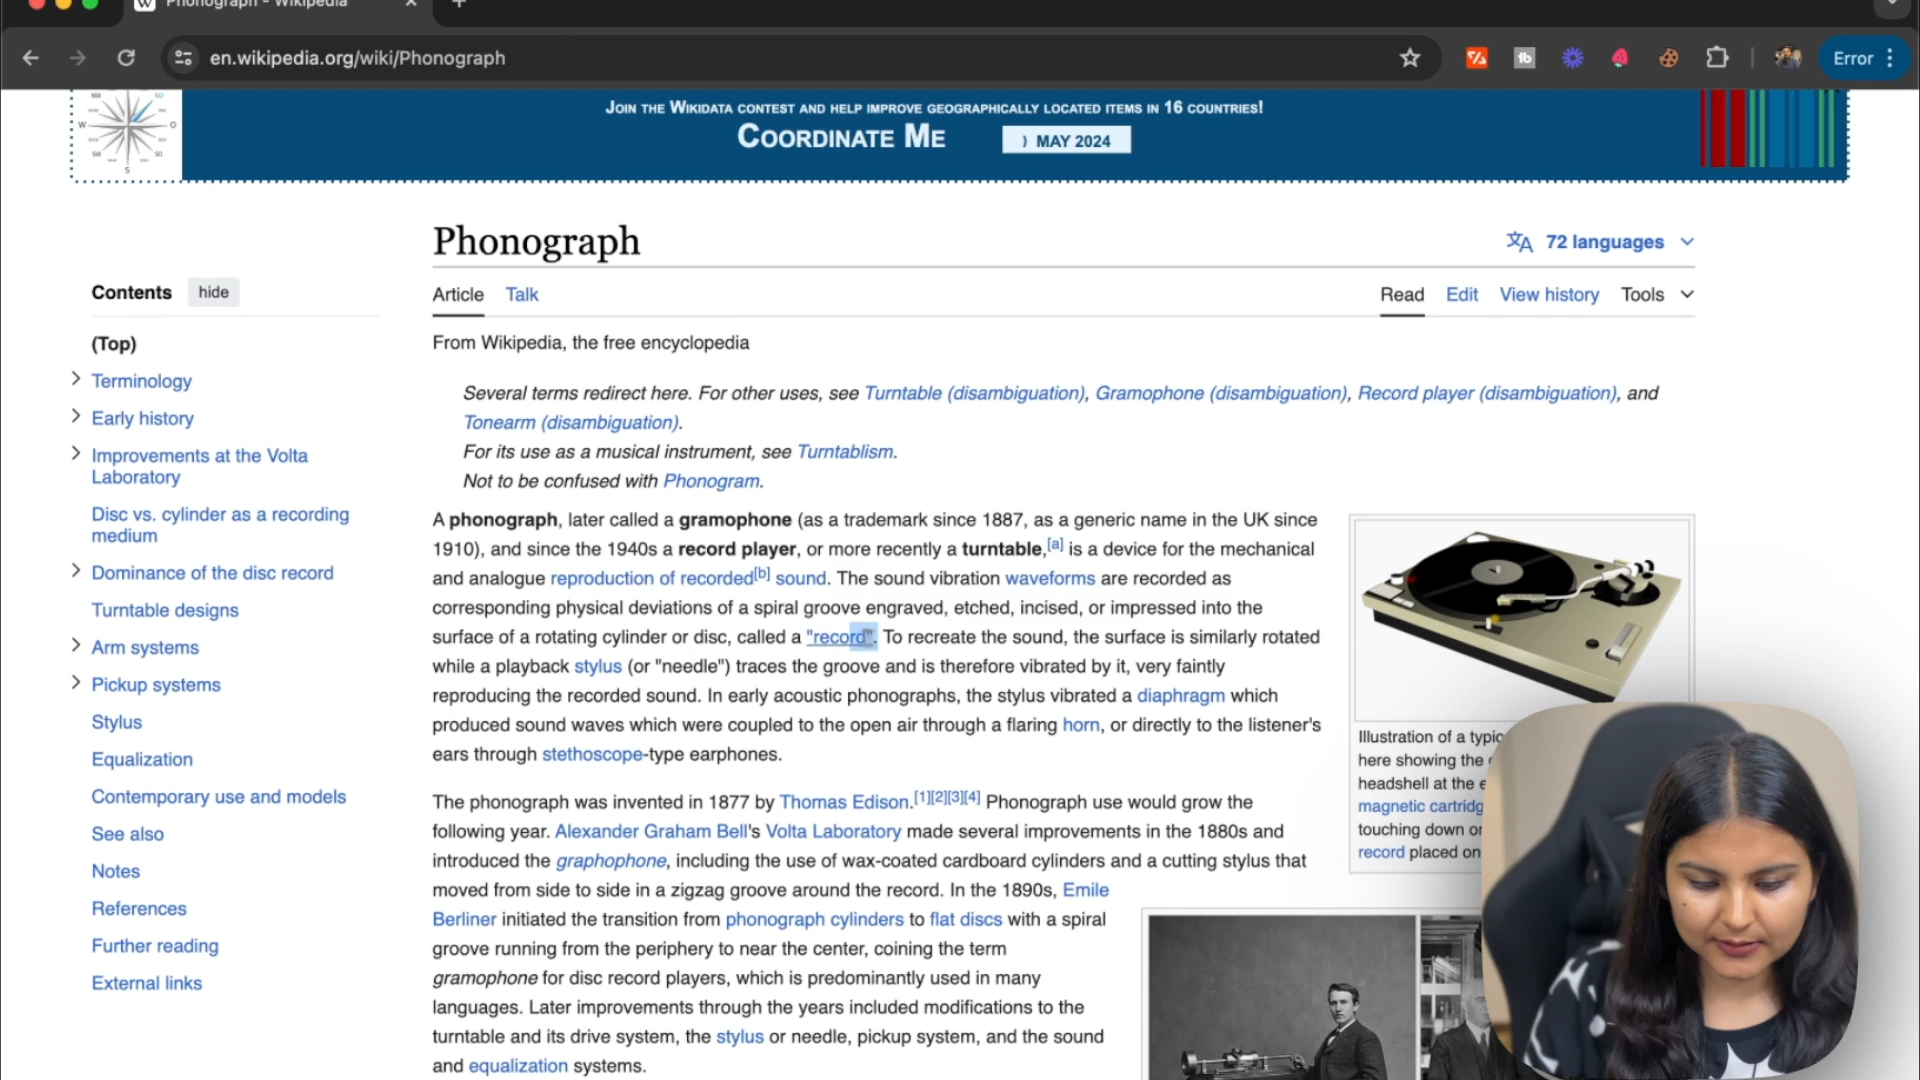 Phonograph - Wikipedia
en.wikipedia.org/wiki/Phonograph
Error
JOIN THE WIKIDATA CONTEST AND HELP IMPROVE GEOGRAPHICALLY LOCATED ITEMS IN 16 COUNTRIES!
COORDINATE ME
MAY 2024
Phonograph
72 languages
Contents
hide
Article
Talk
Read
Edit
View history
Tools
(Top)
Terminology
Early history
Improvements at the Volta
Laboratory
Disc vs. cylinder as a recording
medium
Dominance of the disc record
Turntable designs
Arm systems
Pickup systems
Stylus
Equalization
Contemporary use and models
See also
Notes
References
Further reading
External links
From Wikipedia, the free encyclopedia
Several terms redirect here. For other uses, see Turntable (disambiguation), Gramophone (disambiguation), Record player (disambiguation), and
Tonearm (disambiguation).
For its use as a musical instrument, see Turntablism.
Not to be confused with Phonogram.
A phonograph, later called a gramophone (as a trademark since 1887, as a generic name in the UK since
1910), and since the 1940s a record player, or more recently a turntable,[a] is a device for the mechanical
and analogue reproduction of recorded[b] sound. The sound vibration waveforms are recorded as
corresponding physical deviations of a spiral groove engraved, etched, incised, or impressed into the
surface of a rotating cylinder or disc, called a "record". To recreate the sound, the surface is similarly rotated
while a playback stylus (or "needle") traces the groove and is therefore vibrated by it, very faintly
reproducing the recorded sound. In early acoustic phonographs, the stylus vibrated a diaphragm which
produced sound waves which were coupled to the open air through a flaring horn, or directly to the listener's
ears through stethoscope-type earphones.
The phonograph was invented in 1877 by Thomas Edison.[1][2][3][4] Phonograph use would grow the
following year. Alexander Graham Bell's Volta Laboratory made several improvements in the 1880s and
introduced the graphophone, including the use of wax-coated cardboard cylinders and a cutting stylus that
moved from side to side in a zigzag groove around the record. In the 1890s, Emile
Berliner initiated the transition from phonograph cylinders to flat discs with a spiral
groove running from the periphery to near the center, coining the term
gramophone for disc record players, which is predominantly used in many
languages. Later improvements through the years included modifications to the
turntable and its drive system, the stylus or needle, pickup system, and the sound
and equalization systems.
Illustration of a
here showing the
headshell at the
magnetic
touching down
record placed on